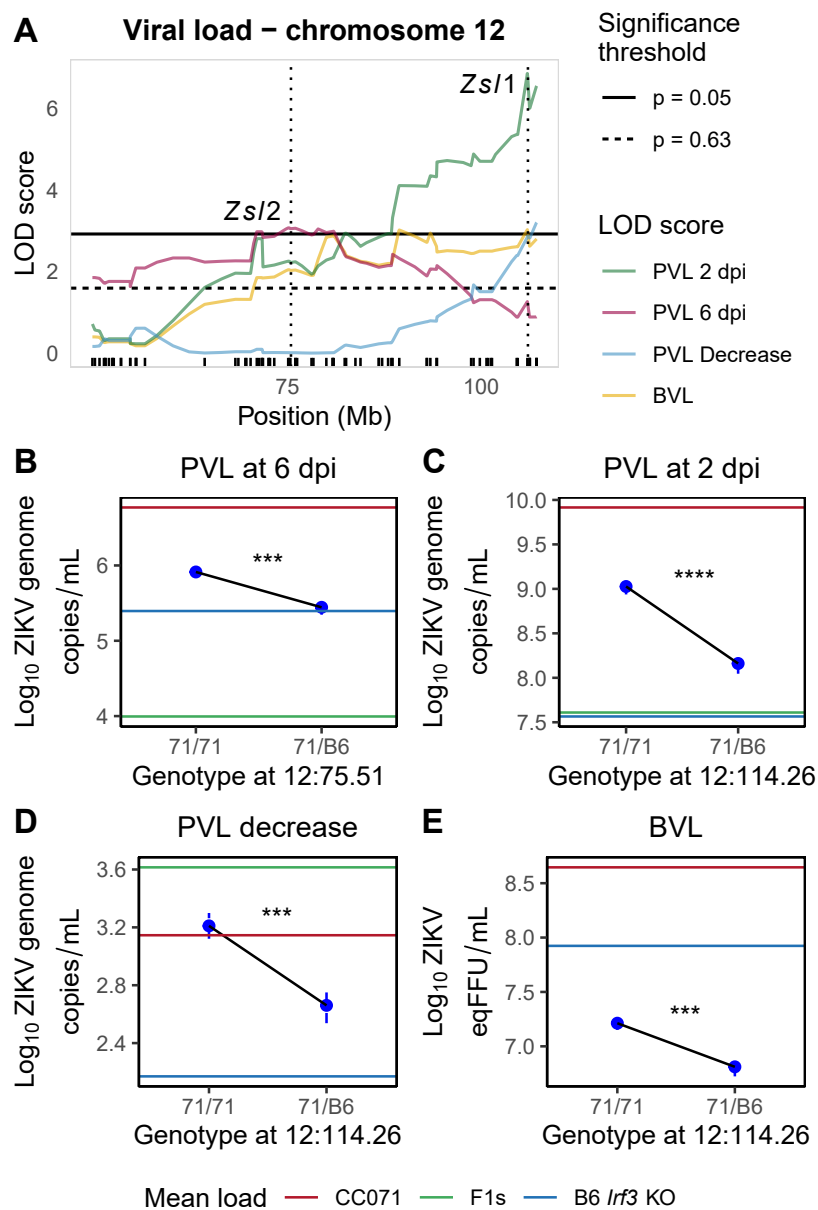 A
Viral load − chromosome 12
Zsl1
Zsl2
LOD score
6
4
2
0
75
100
Position (Mb)
Significance
threshold
p = 0.05
p = 0.63
LOD score
PVL 2 dpi
PVL 6 dpi
PVL Decrease
BVL
B
PVL at 6 dpi
Log10 ZIKV genome
copies/mL
6
5
4
***
71/71
71/B6
Genotype at 12:75.51
C
PVL at 2 dpi
Log10 ZIKV genome
copies/mL
10.0
9.5
9.0
8.5
8.0
7.5
****
71/71
71/B6
Genotype at 12:114.26
D
PVL decrease
Log10 ZIKV genome
copies/mL
3.6
3.2
2.8
2.4
***
71/71
71/B6
Genotype at 12:114.26
E
BVL
Log10 ZIKV
eqFFU/mL
8.5
8.0
7.5
7.0
***
71/71
71/B6
Genotype at 12:114.26
Mean load
CC071
F1s
B6 Irf3 KO